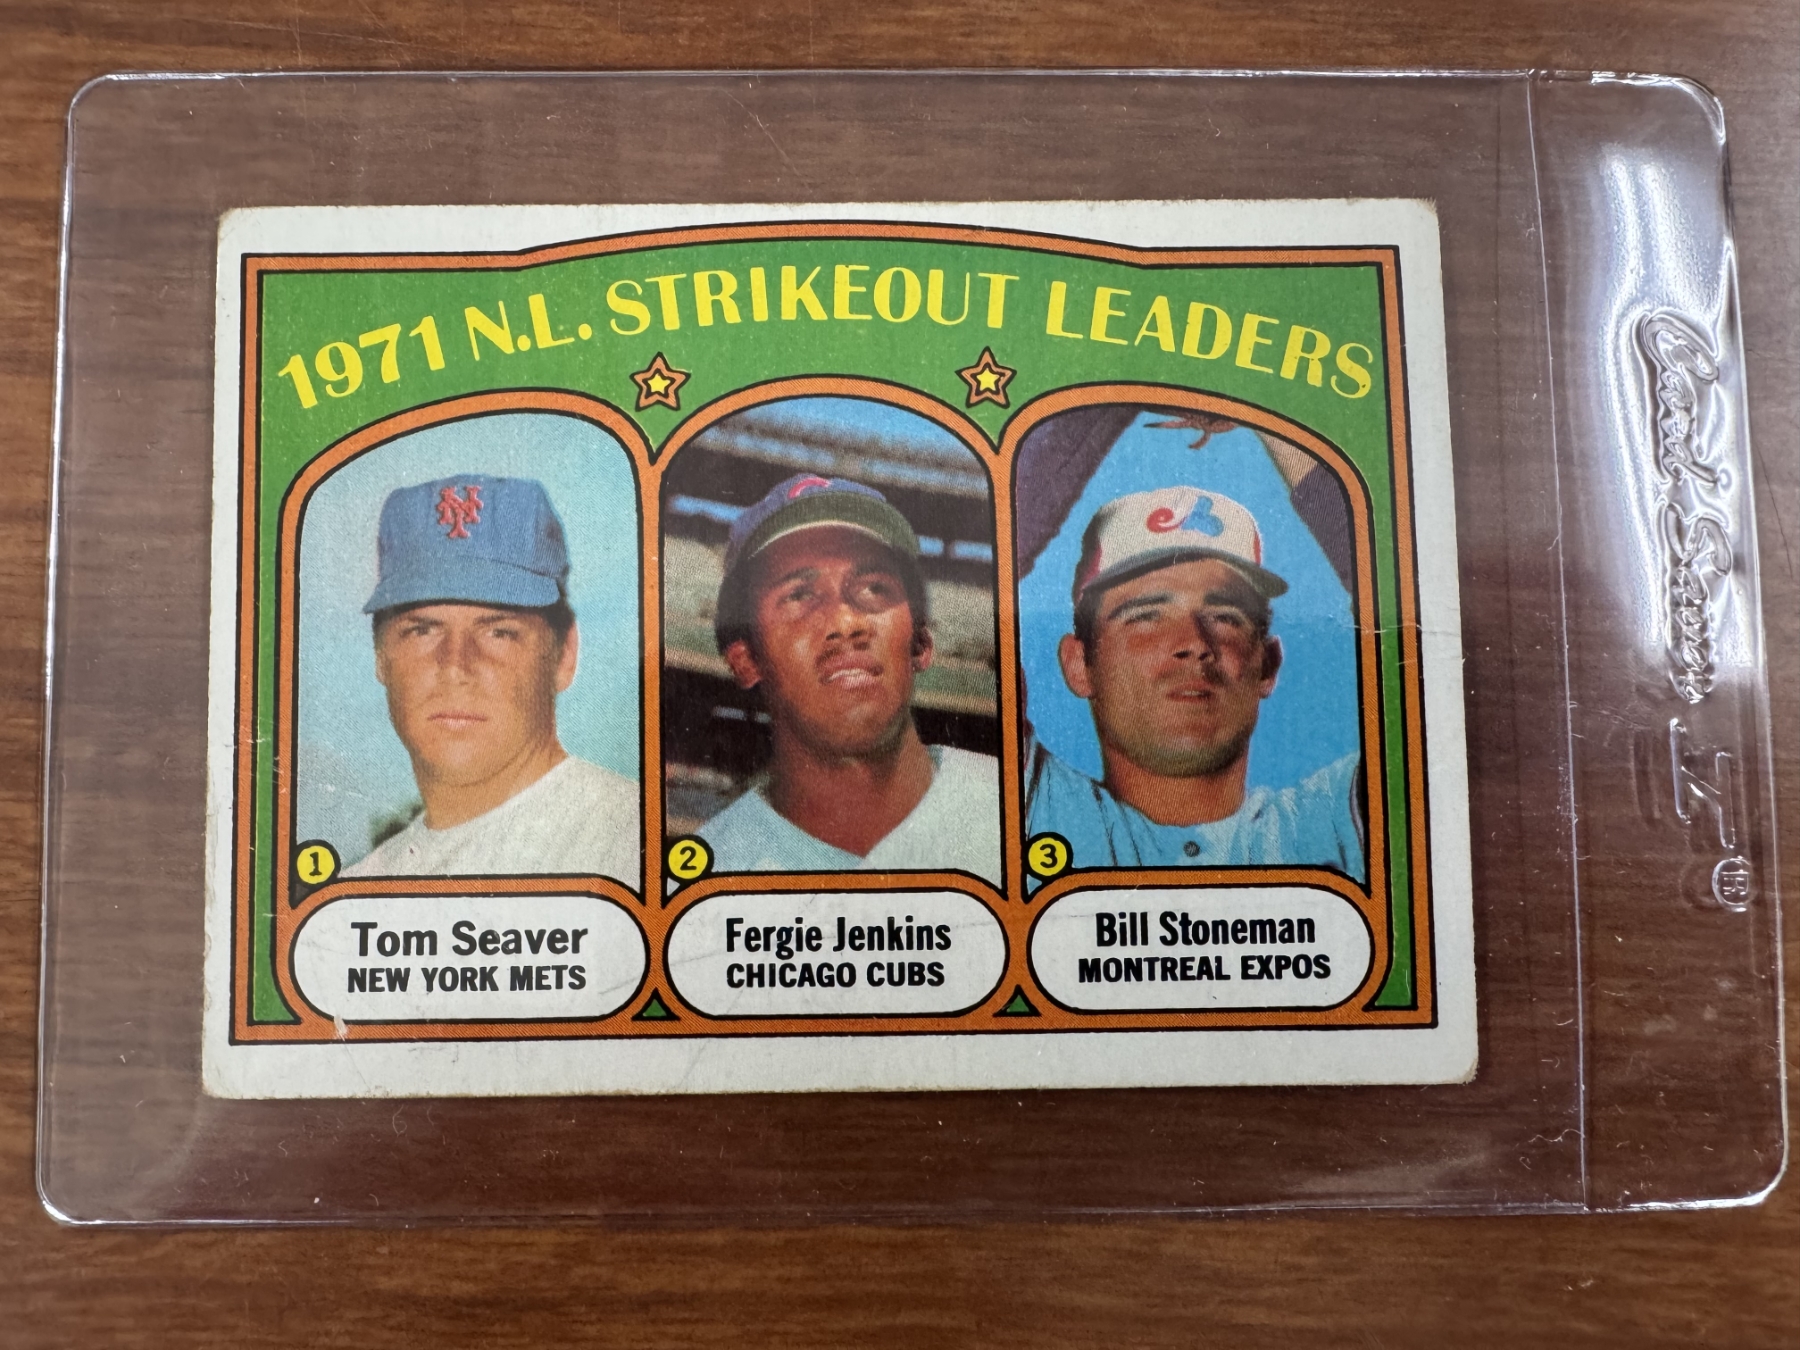 1971 N.L. STRIKEOUT LEADERS
1
2
3
Tom Seaver
NEW YORK METS
Fergie Jenkins
CHICAGO CUBS
Bill Stoneman
MONTREAL EXPOS
NY
Card Saver